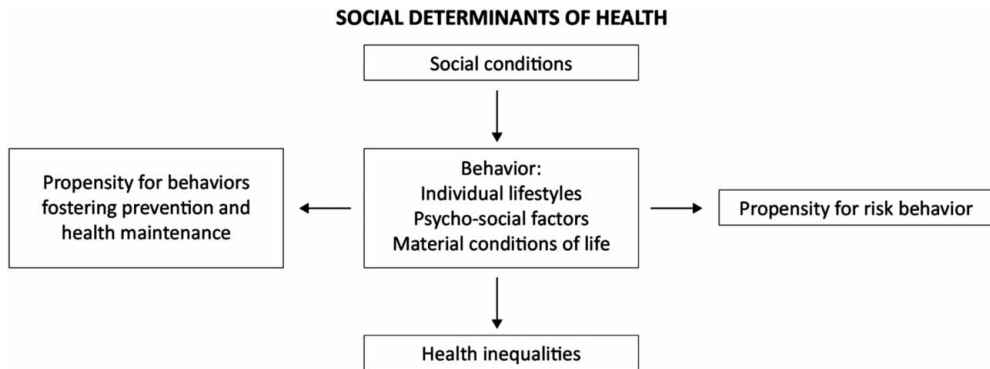 SOCIAL DETERMINANTS OF HEALTH
Social conditions
Propensity for behaviors
fostering prevention and
health maintenance
Behavior:
Individual lifestyles
Psycho-social factors
Material conditions of life
Propensity for risk behavior
Health inequalities